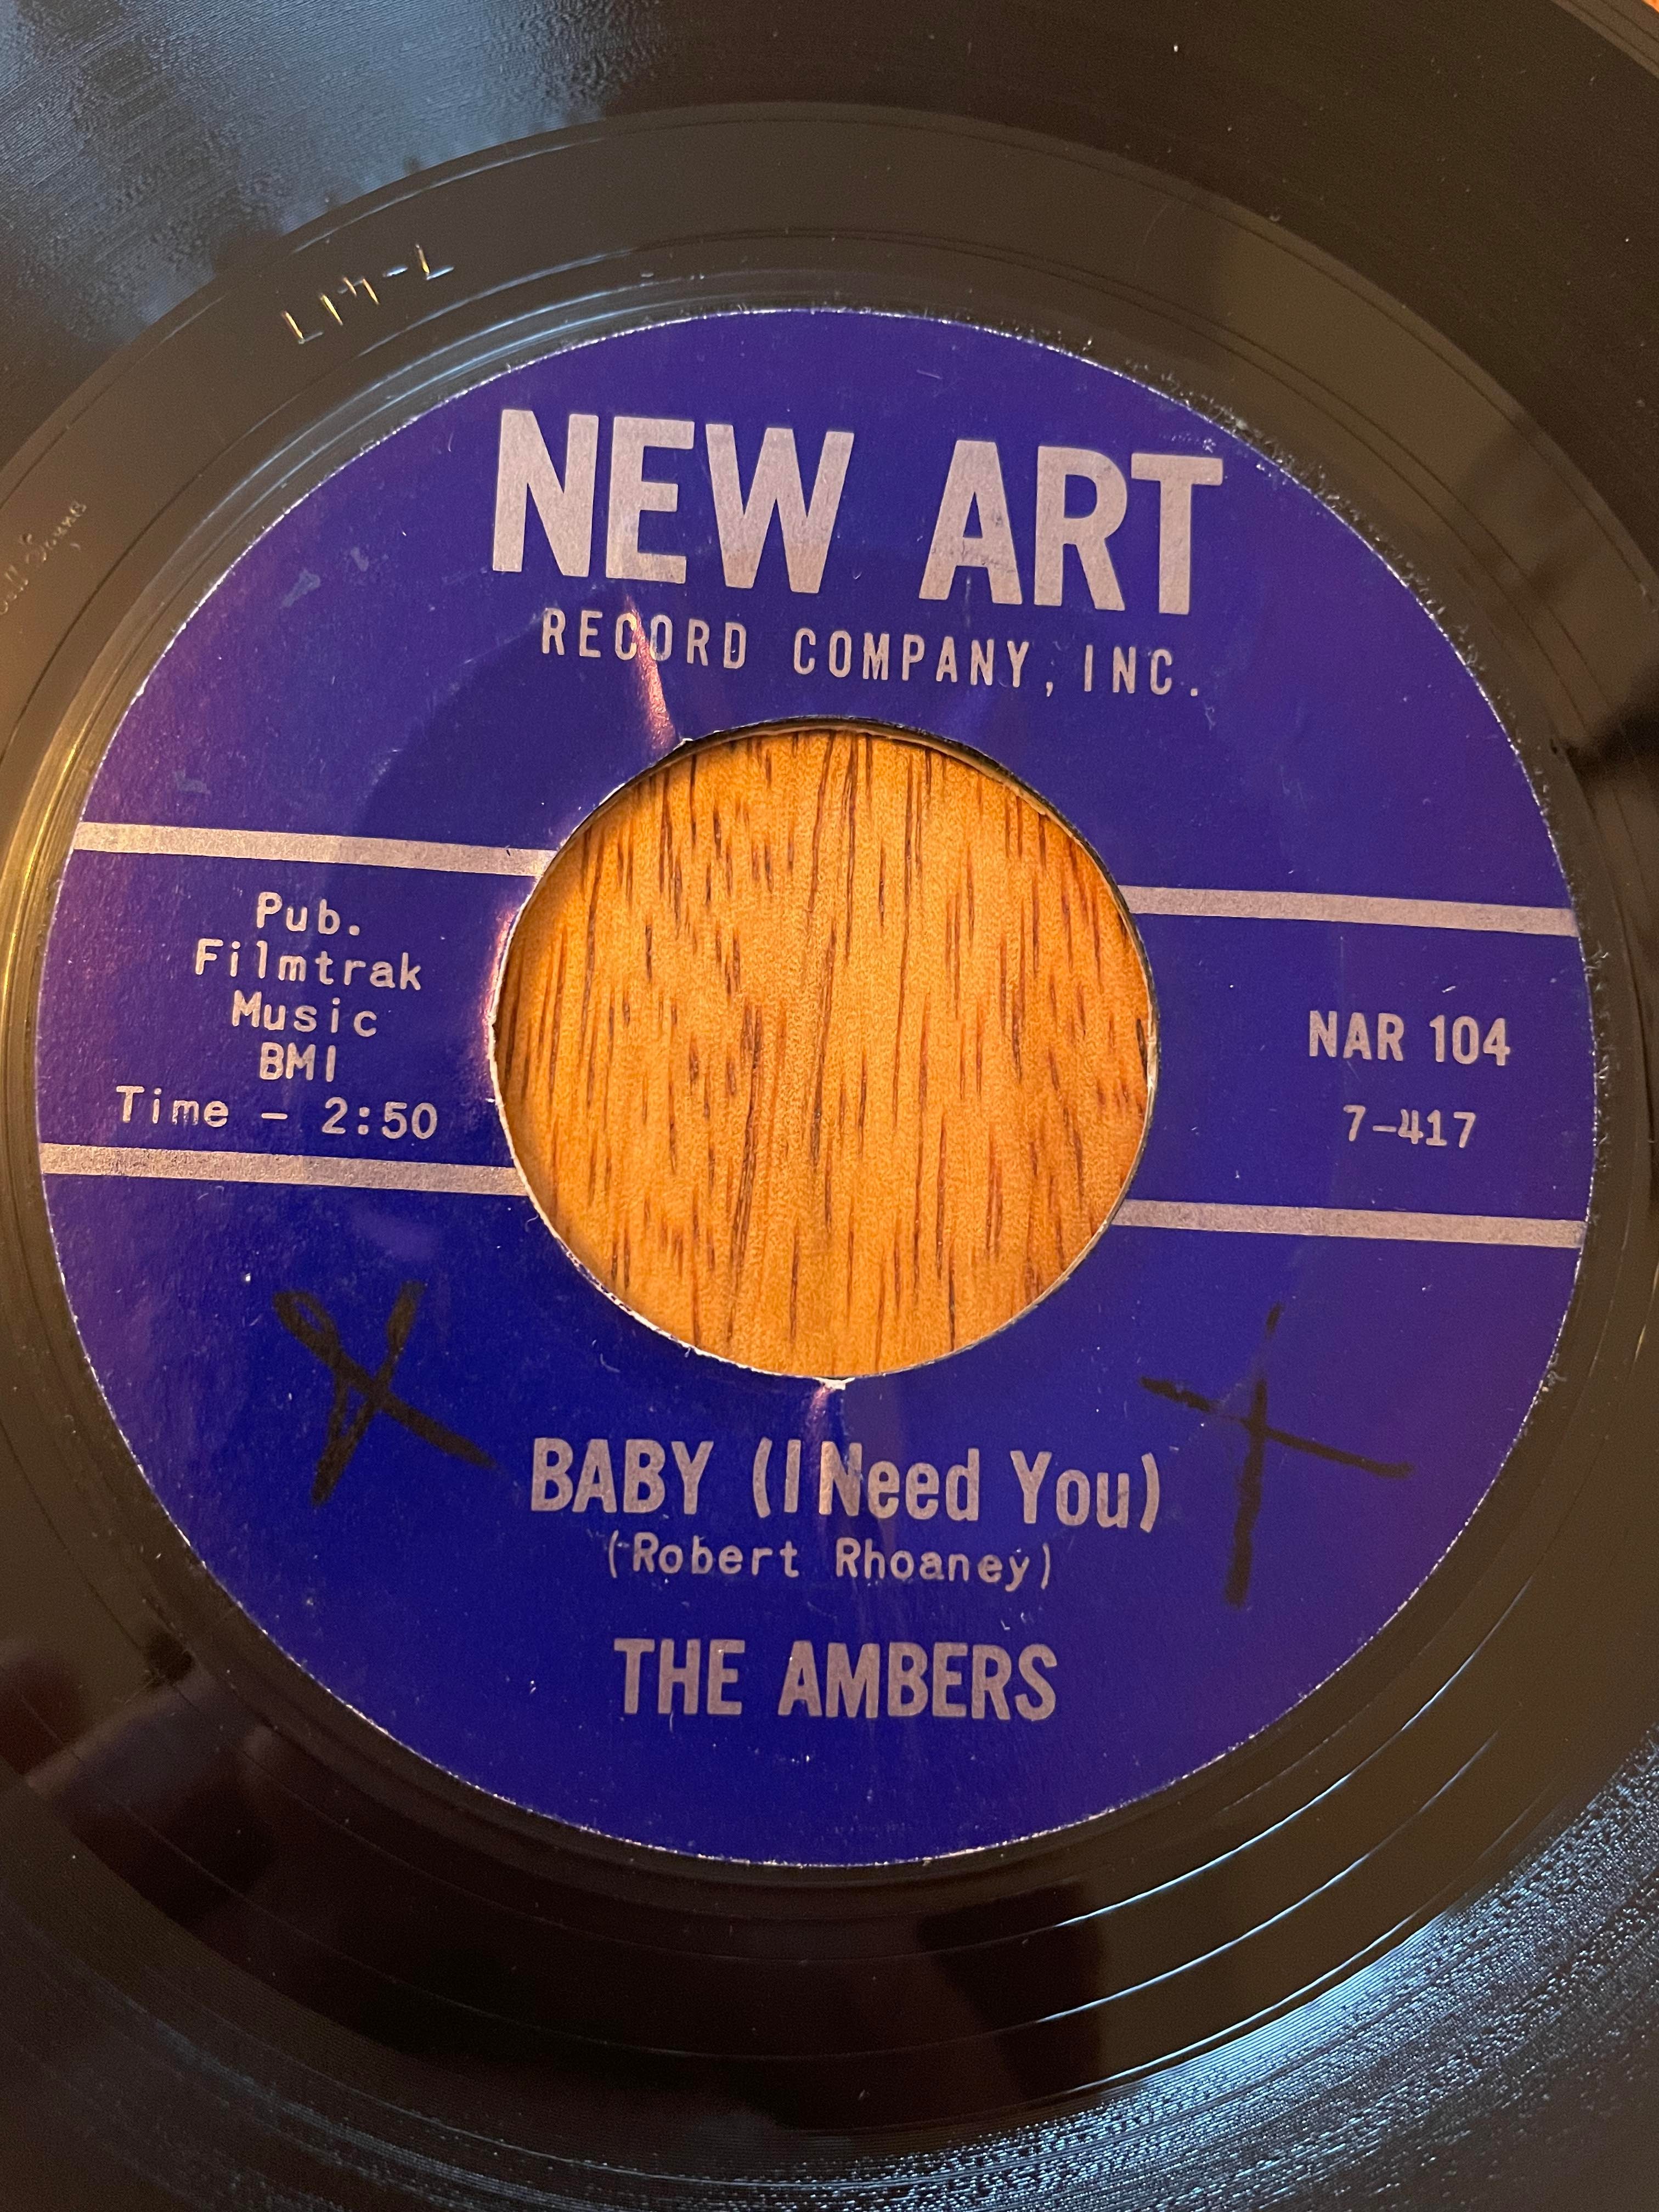 7-417
NEW ART
RECORD COMPANY, INC.
Pub.
Filmtrak
Music
BMI
Time - 2:50
NAR 104
7-417
X
X
BABY (I Need You)
(Robert Rhoaney)
THE AMBERS